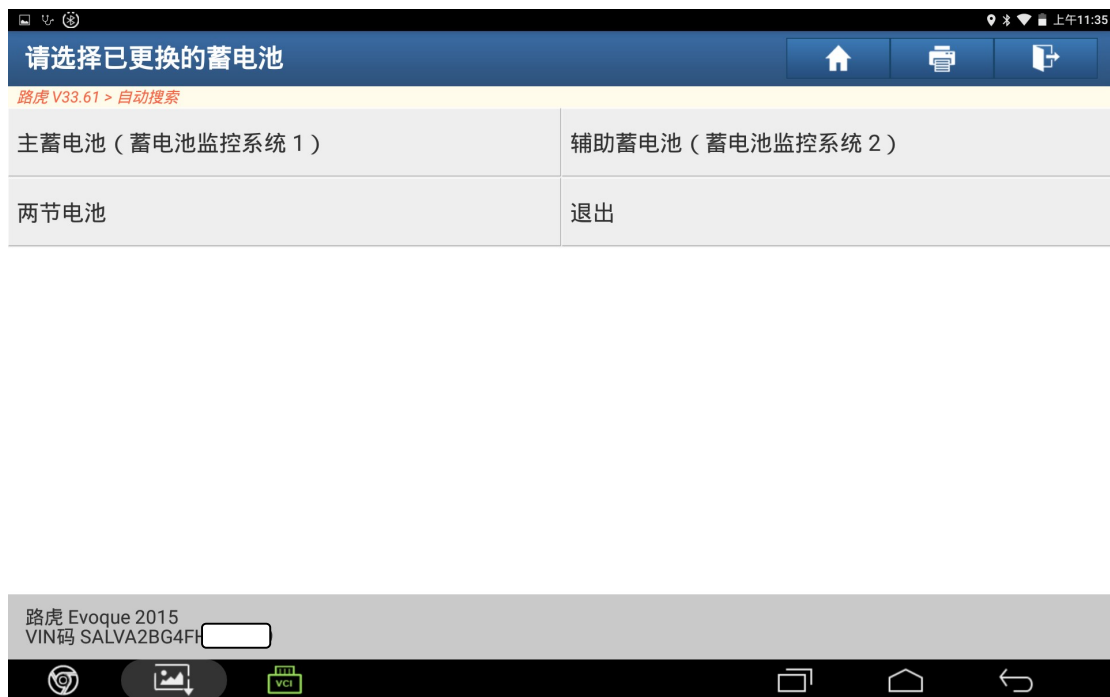 上午11:35
请选择已更换的蓄电池
路虎 V33.61 > 自动搜索
主蓄电池（蓄电池监控系统 1）
辅助蓄电池（蓄电池监控系统 2）
两节电池
退出
路虎 Evoque 2015
VIN码 SALVA2BG4FH
VCI